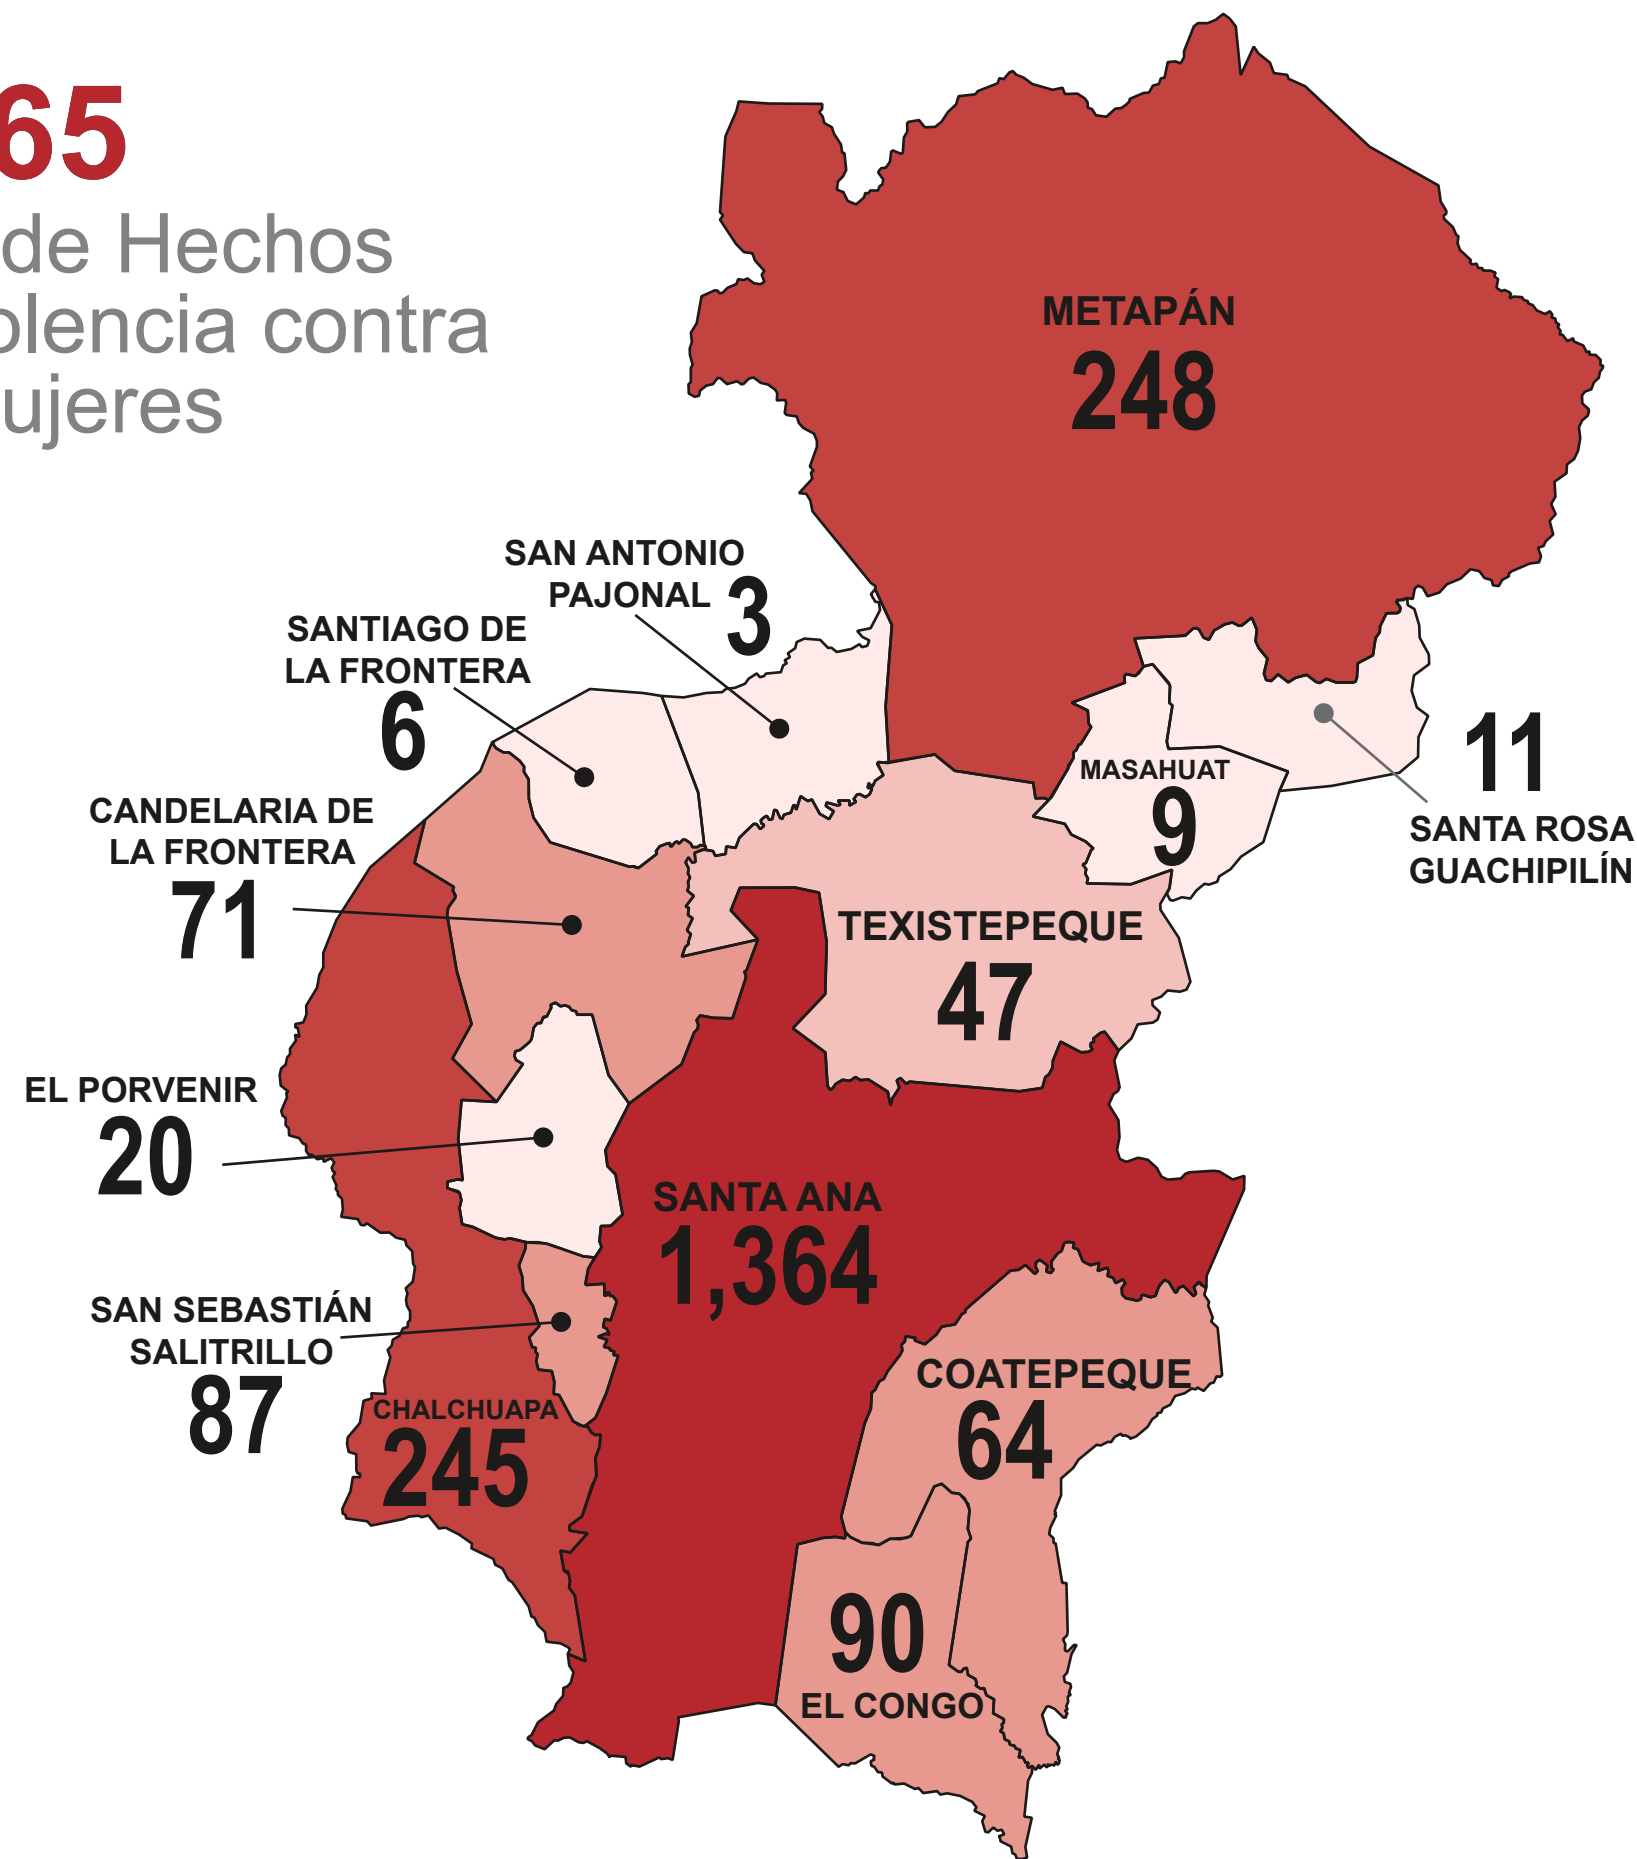 65
de Hechos
olencia contra
ujeres
METAPÁN
248
SAN ANTONIO
PAJONAL
3
SANTIAGO DE
LA FRONTERA
6
CANDELARIA DE
LA FRONTERA
71
MASAHUAT
9
11
SANTA ROSA
GUACHIPILÍN
TEXISTEPEQUE
47
EL PORVENIR
20
SANTA ANA
1,364
SAN SEBASTIÁN
SALITRILLO
87
CHALCHUAPA
245
COATEPEQUE
64
90
EL CONGO